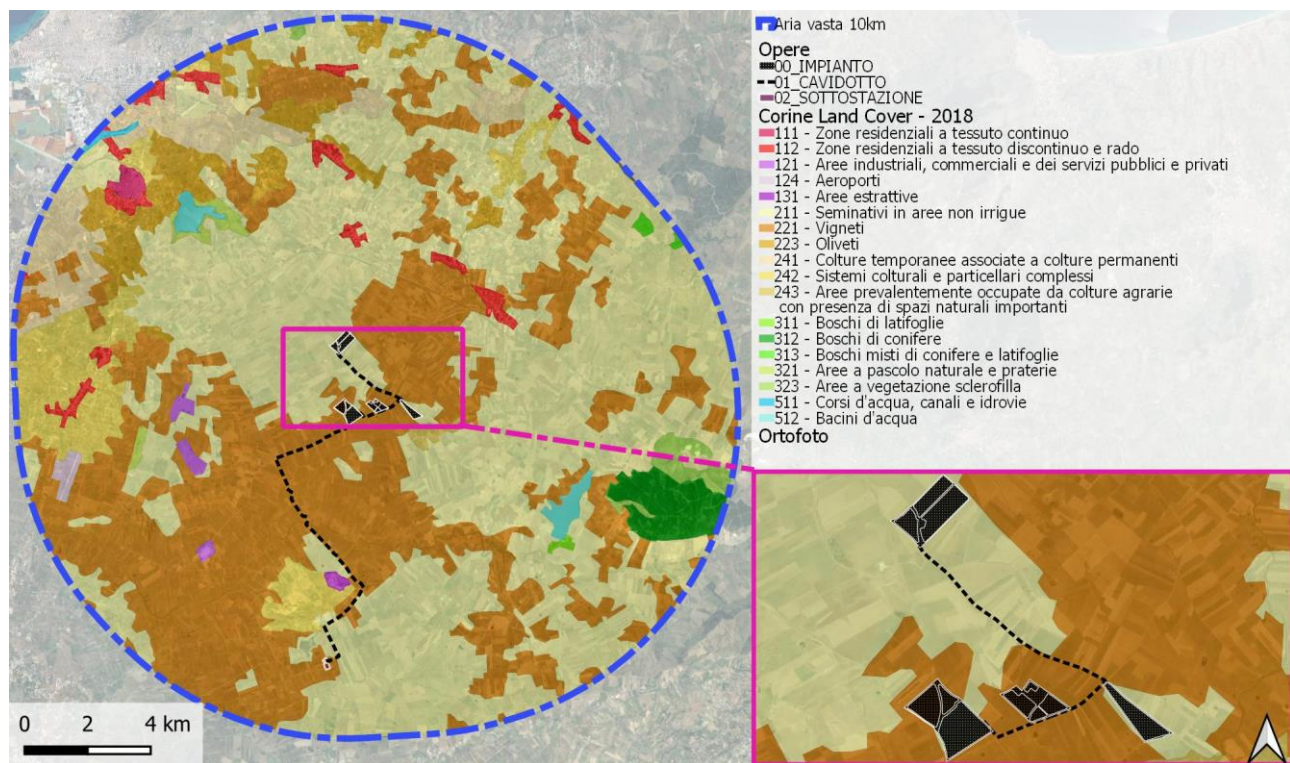 Aria vasta 10km
Opere
00_IMPIANTO
01_CAVIDOTTO
02_SOTTOSTAZIONE
Corine Land Cover - 2018
111 - Zone residenziali a tessuto continuo
112 - Zone residenziali a tessuto discontinuo e rado
121 - Aree industriali, commerciali e dei servizi pubblici e privati
124 - Aeroporti
131 - Aree estrattive
211 - Seminativi in aree non irrigue
221 - Vigneti
223 - Oliveti
241 - Colture temporanee associate a colture permanenti
242 - Sistemi colturali e particellari complessi
243 - Aree prevalentemente occupate da colture agrarie
con presenza di spazi naturali importanti
311 - Boschi di latifoglie
312 - Boschi di conifere
313 - Boschi misti di conifere e latifoglie
321 - Aree a pascolo naturale e praterie
323 - Aree a vegetazione sclerofilla
511 - Corsi d'acqua, canali e idrovie
512 - Bacini d'acqua
Ortofoto
0 2 4 km